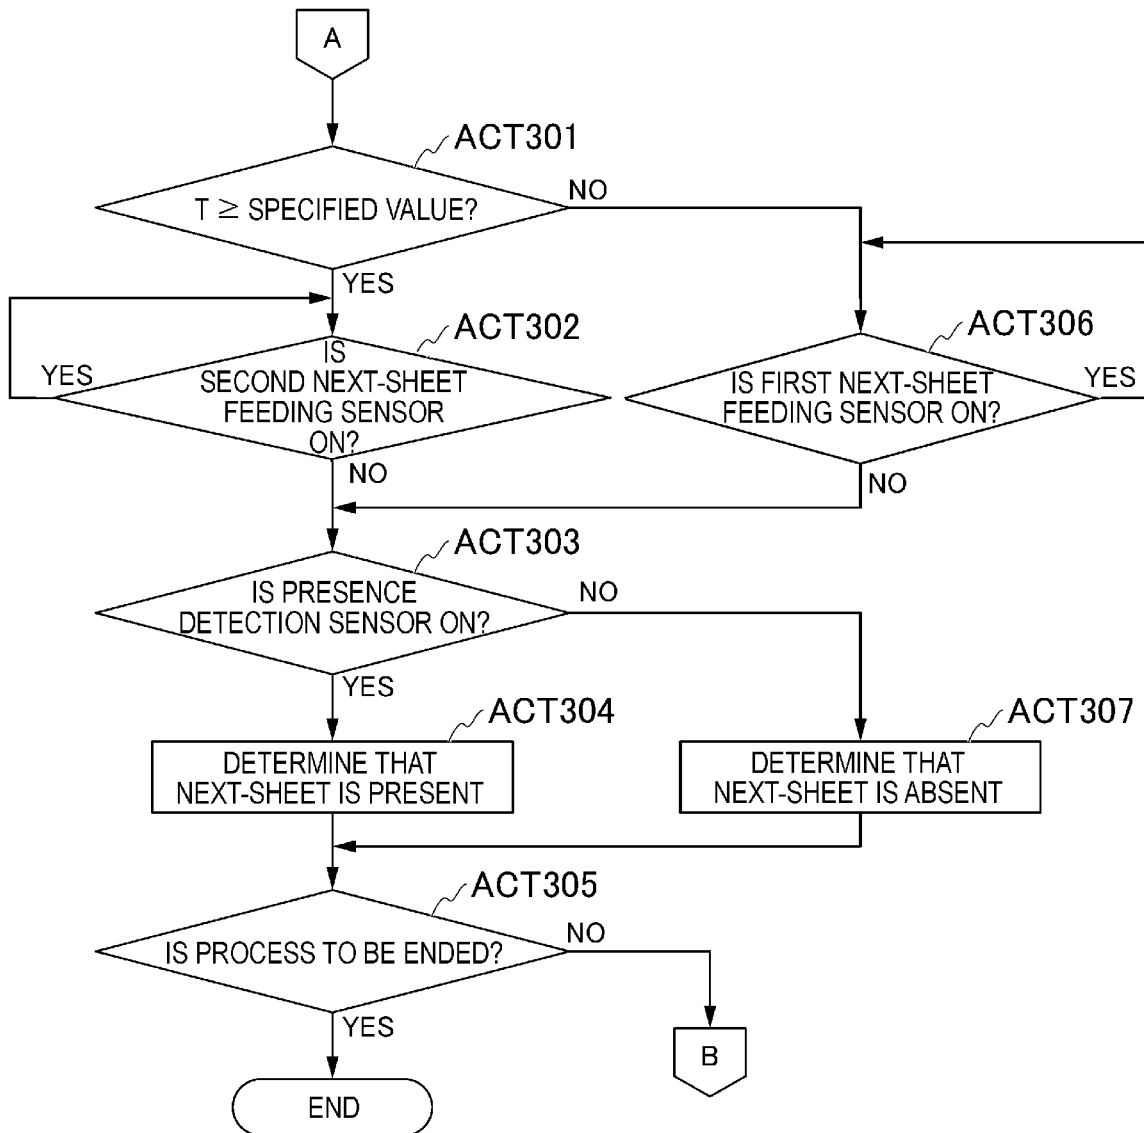 A
ACT301
T ≧ SPECIFIED VALUE?
NO
YES
ACT302
IS
SECOND NEXT-SHEET
FEEDING SENSOR
ON?
YES
NO
ACT306
IS FIRST NEXT-SHEET
FEEDING SENSOR ON?
YES
NO
ACT303
IS PRESENCE
DETECTION SENSOR ON?
NO
YES
ACT304
DETERMINE THAT
NEXT-SHEET IS PRESENT
ACT307
DETERMINE THAT
NEXT-SHEET IS ABSENT
ACT305
IS PROCESS TO BE ENDED?
NO
YES
B
END